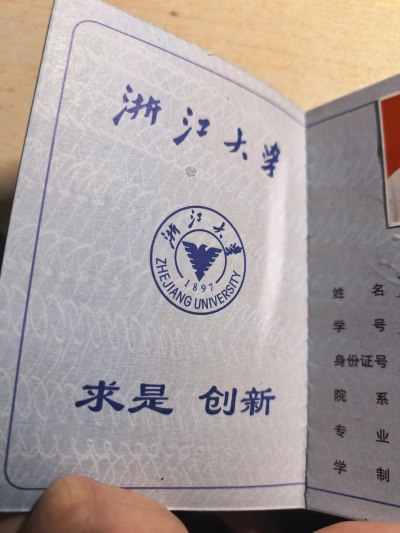 浙江大学
浙江大学
1897
ZHEJIANG UNIVERSITY
求是 创新
姓 名
学 号
身份证号
院 系
专 业
学 制